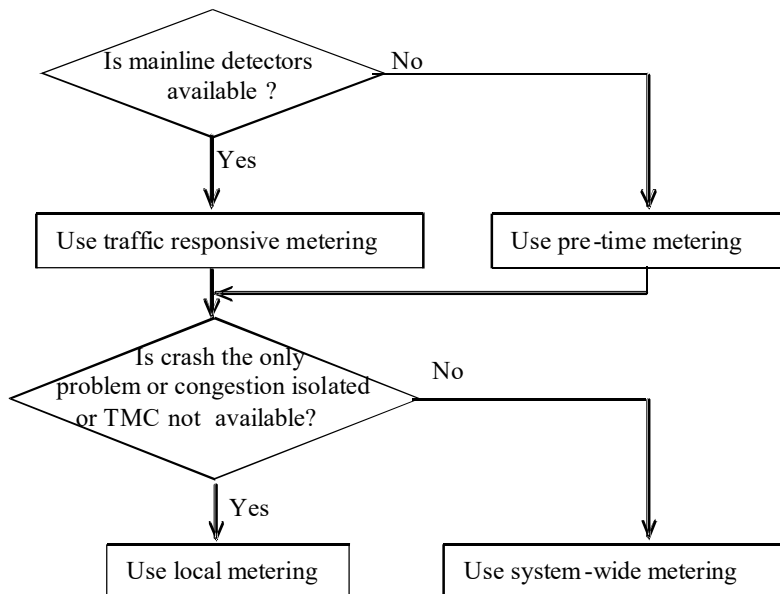 Is mainline detectors
available ?
No
Yes
Use traffic responsive metering
Use pre-time metering
Is crash the only
problem or congestion isolated
or TMC not available?
No
Yes
Use local metering
Use system-wide metering